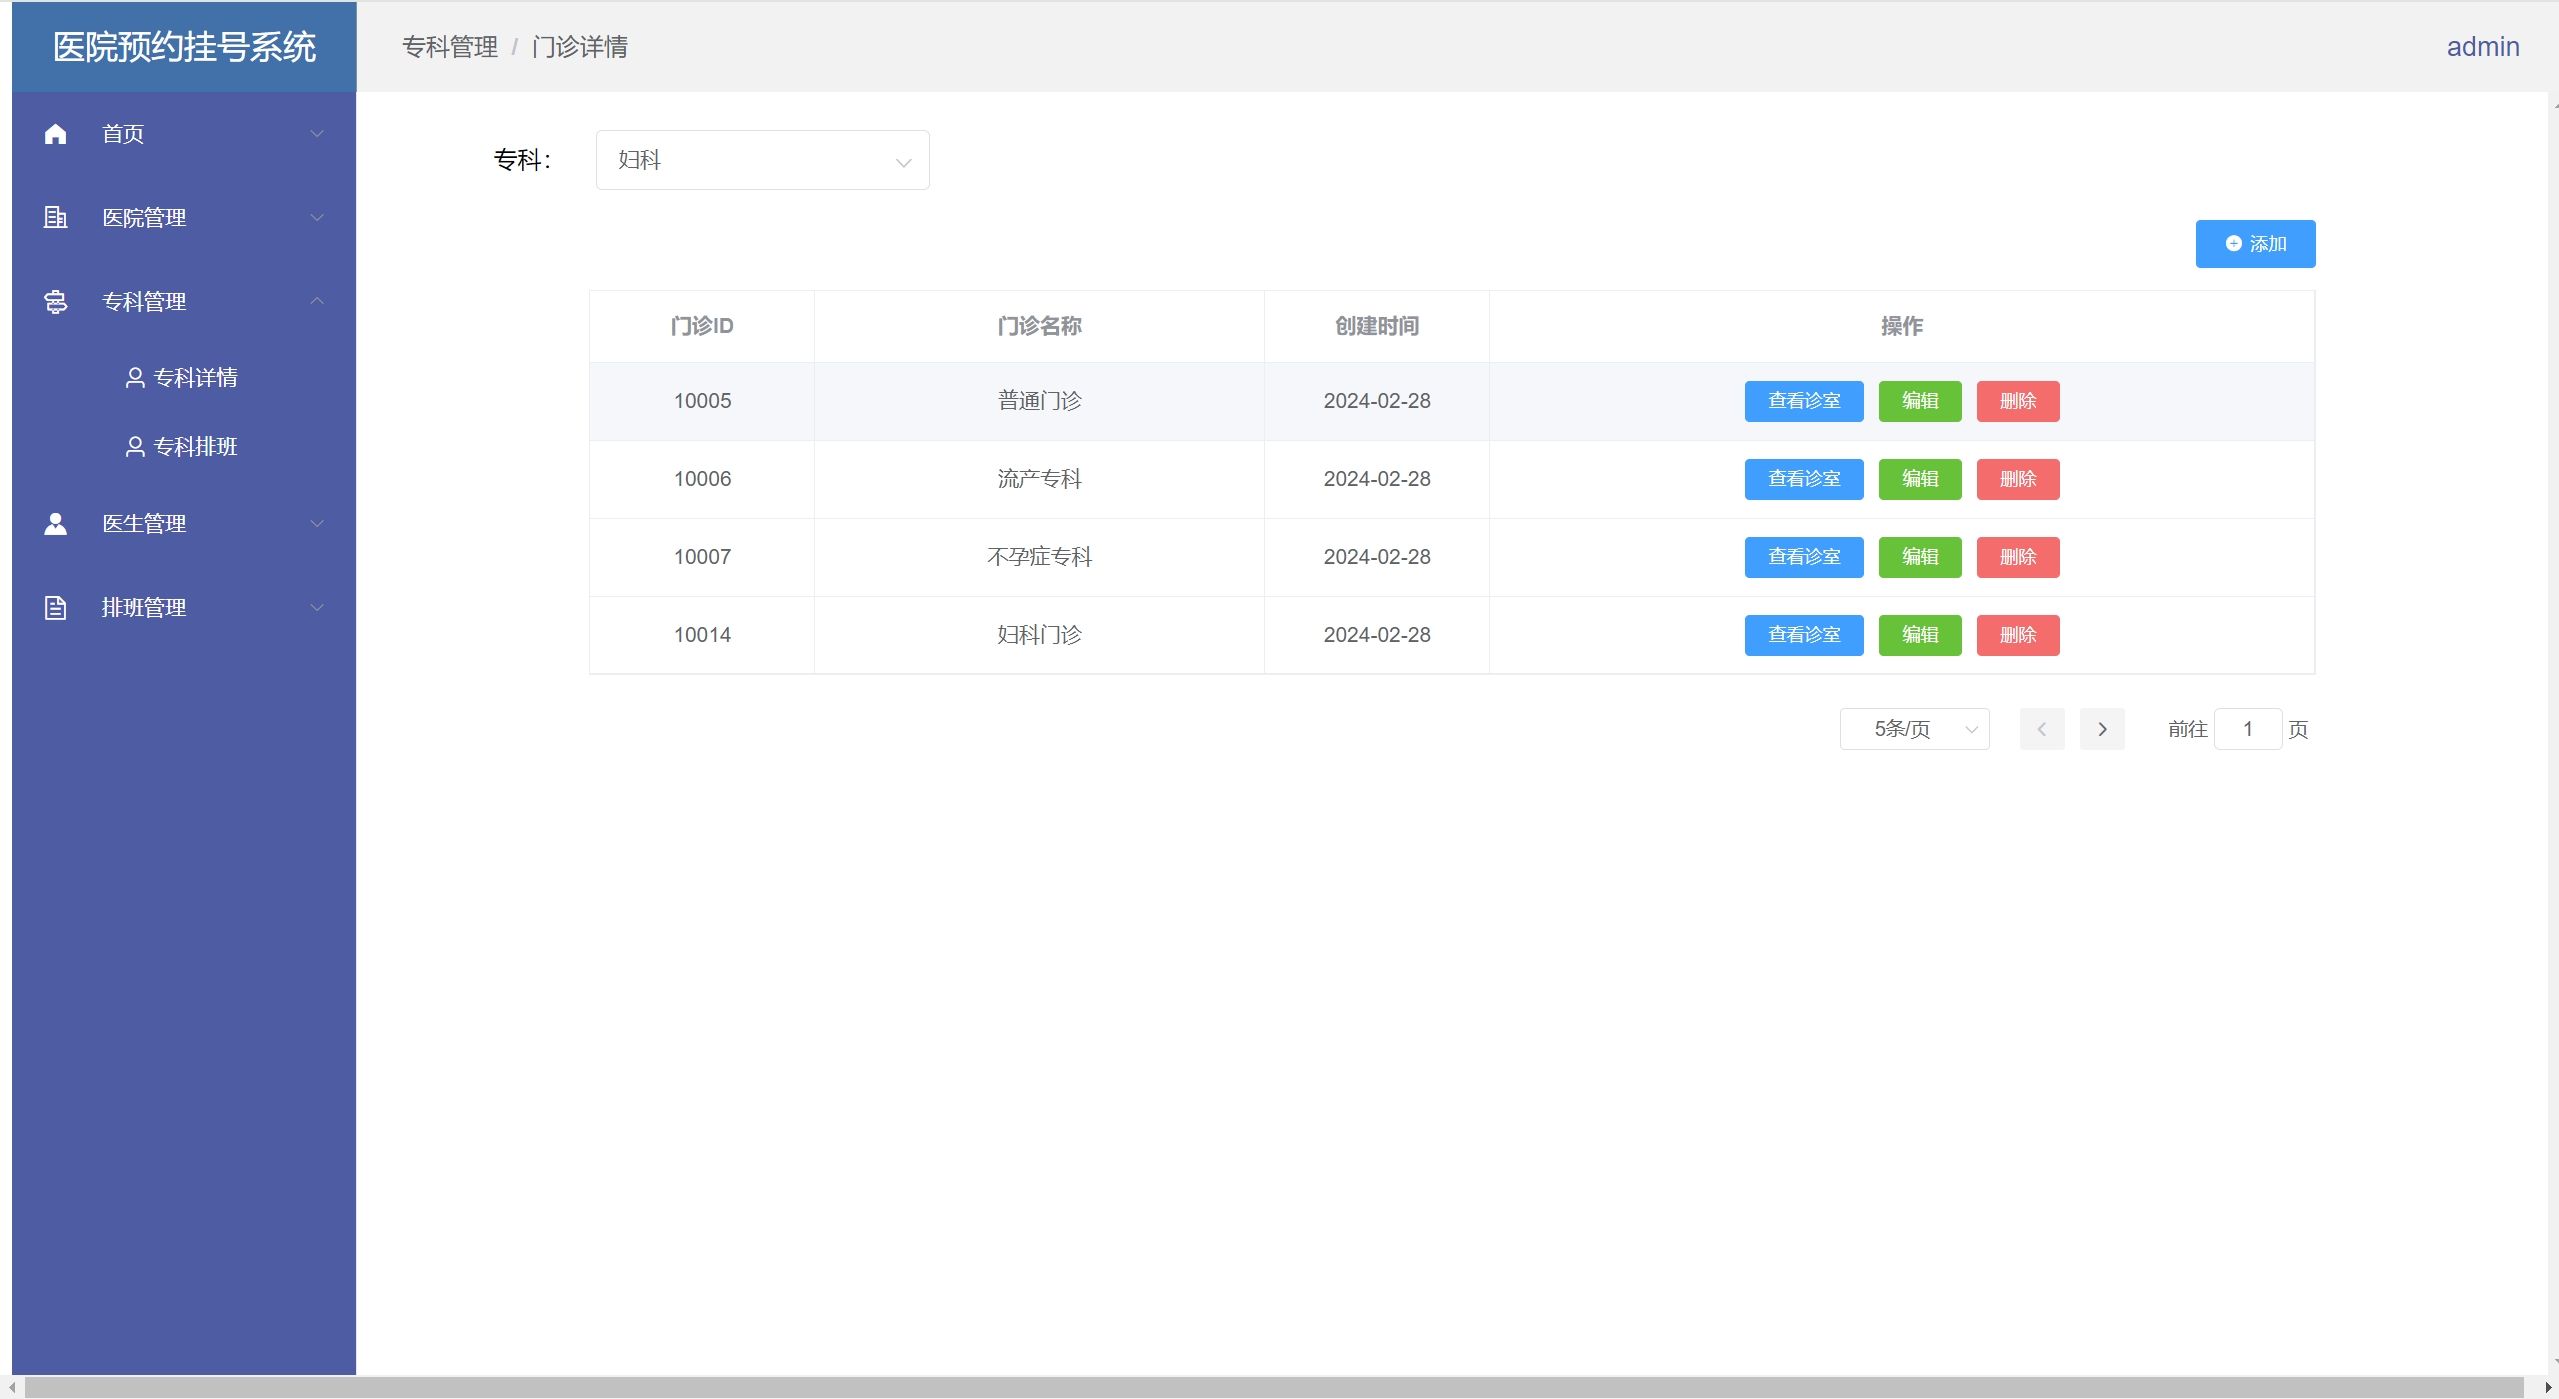 医院预约挂号系统
专科管理 / 门诊详情
admin
首页
医院管理
专科管理
专科详情
专科排班
医生管理
排班管理
专科：
妇科
添加
门诊ID 门诊名称 创建时间 操作
10005 普通门诊 2024-02-28 查看诊室 编辑 删除
10006 流产专科 2024-02-28 查看诊室 编辑 删除
10007 不孕症专科 2024-02-28 查看诊室 编辑 删除
10014 妇科门诊 2024-02-28 查看诊室 编辑 删除
5条/页 前往 1 页